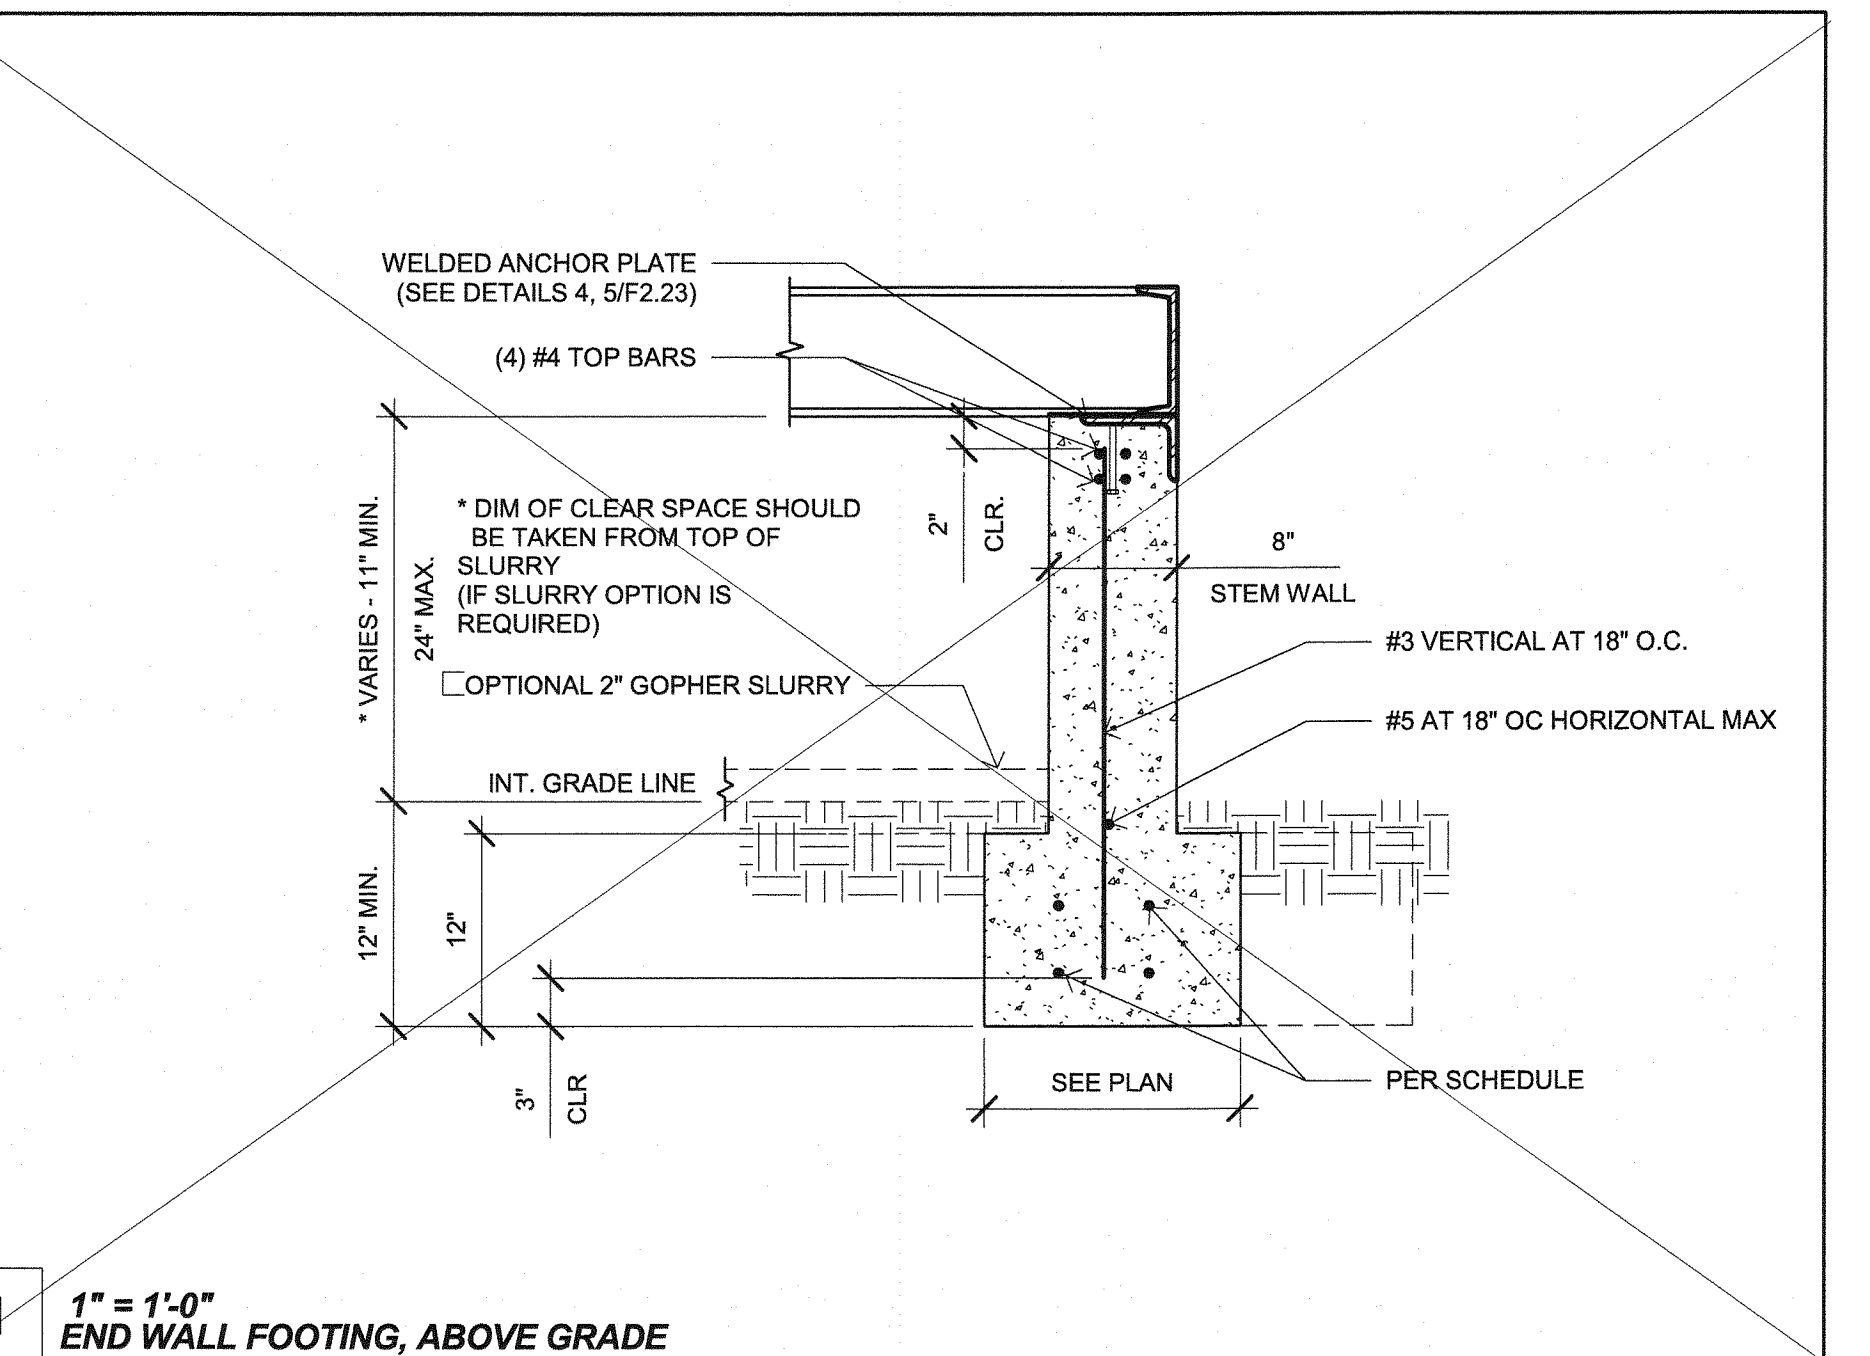 WELDED ANCHOR PLATE
(SEE DETAILS 4, 5/F2.23)
(4) #4 TOP BARS
* VARIES - 11" MIN.
24" MAX.
* DIM OF CLEAR SPACE SHOULD
BE TAKEN FROM TOP OF
SLURRY
(IF SLURRY OPTION IS
REQUIRED)
2"
CLR.
8"
STEM WALL
#3 VERTICAL AT 18" O.C.
OPTIONAL 2" GOPHER SLURRY
#5 AT 18" OC HORIZONTAL MAX
INT. GRADE LINE
12" MIN.
12"
3"
CLR
SEE PLAN
PER SCHEDULE
1" = 1'-0"
END WALL FOOTING, ABOVE GRADE